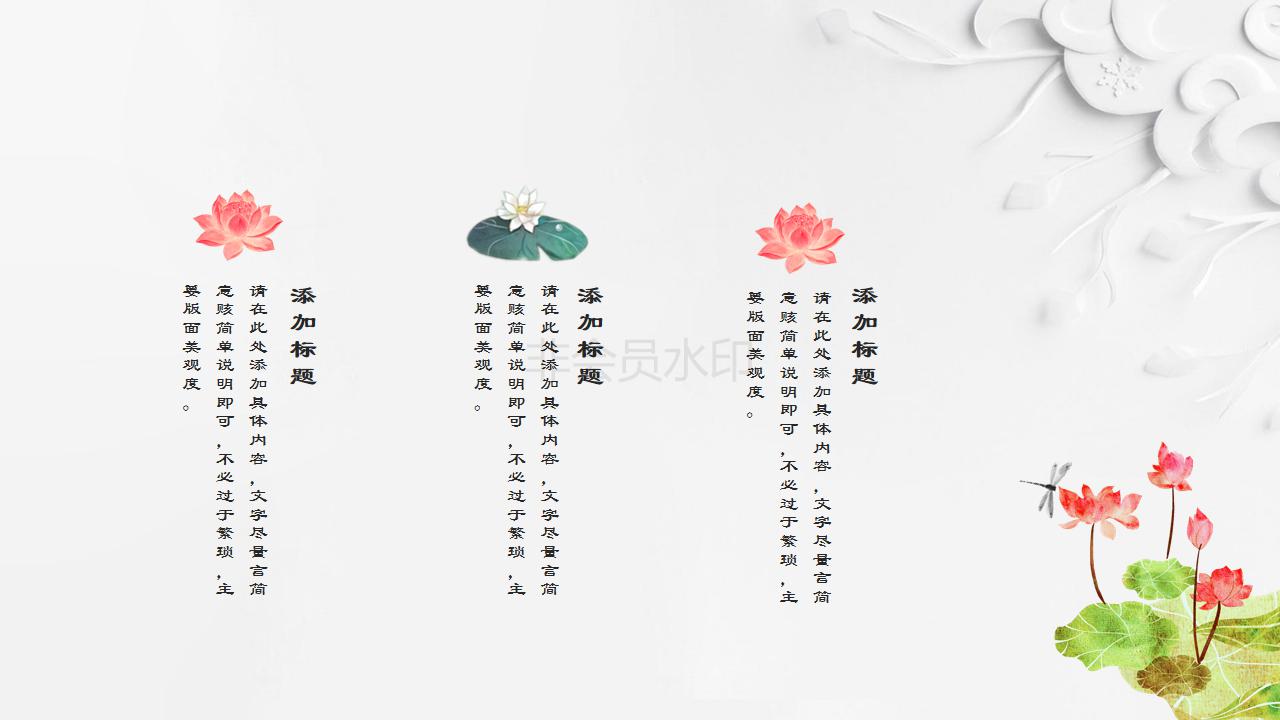 添加标题
请在此处添加具体内容，文字尽量言简
意赅简单说明即可，不必过于繁琐，主
要版面美观度。
添加标题
请在此处添加具体内容，文字尽量言简
意赅简单说明即可，不必过于繁琐，主
要版面美观度。
添加标题
请在此处添加具体内容，文字尽量言简
意赅简单说明即可，不必过于繁琐，主
要版面美观度。
非会员水印